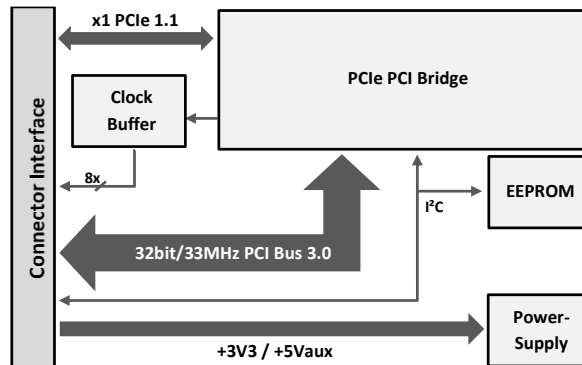 x1 PCIe 1.1
PCIe PCI Bridge
Clock
Buffer
Connector Interface
8x
I²C
EEPROM
32bit/33MHz PCI Bus 3.0
Power-
Supply
+3V3 / +5Vaux